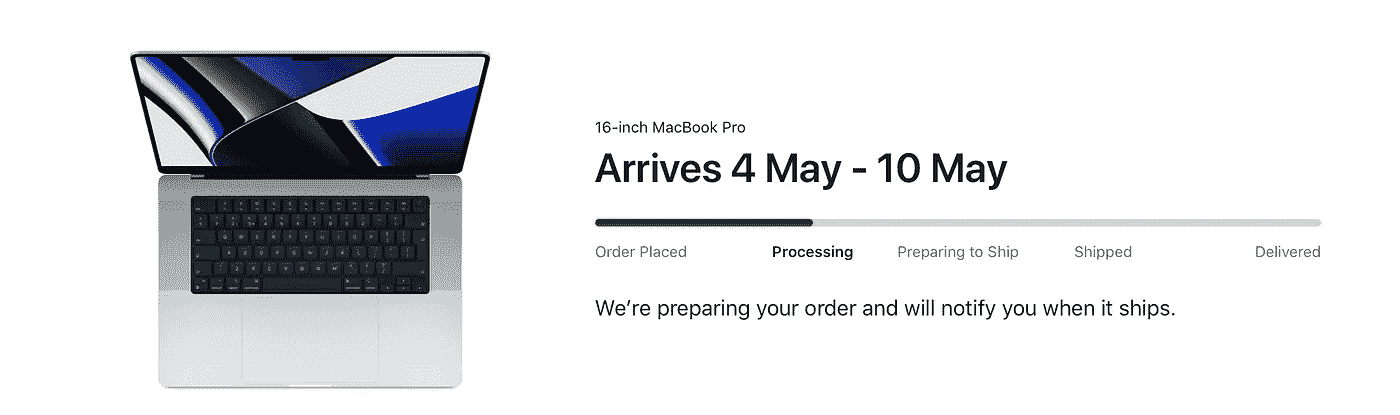 16-inch MacBook Pro
Arrives 4 May - 10 May
Order Placed
Processing
Preparing to Ship
Shipped
Delivered
We’re preparing your order and will notify you when it ships.